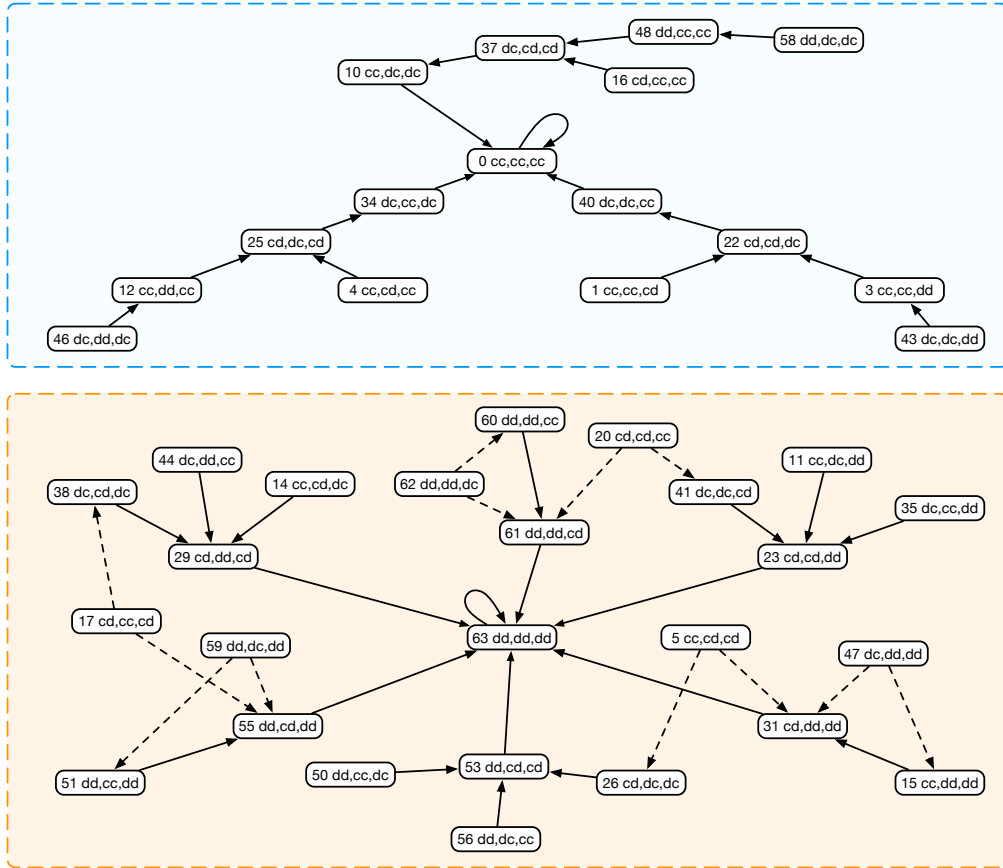 48 dd,cc,cc
58 dd,dc,dc
37 dc,cd,cd
10 cc,dc,dc
16 cd,cc,cc
0 cc,cc,cc
34 dc,cc,dc
40 dc,dc,cc
25 cd,dc,cd
22 cd,cd,dc
12 cc,dd,cc
4 cc,cd,cc
1 cc,cc,cd
3 cc,cc,dd
46 dc,dd,dc
43 dc,dc,dd
60 dd,dd,cc
20 cd,cd,cc
44 dc,dd,cc
11 cc,dc,dd
38 dc,cd,dc
14 cc,cd,dc
62 dd,dd,dc
41 dc,dc,cd
35 dc,cc,dd
61 dd,dd,cd
29 cd,dd,cd
23 cd,cd,dd
17 cd,cc,cd
63 dd,dd,dd
5 cc,cd,cd
59 dd,dc,dd
47 dc,dd,dd
55 dd,cd,dd
31 cd,dd,dd
53 dd,cd,cd
50 dd,cc,dc
51 dd,cc,dd
26 cd,dc,dc
15 cc,dd,dd
56 dd,dc,cc